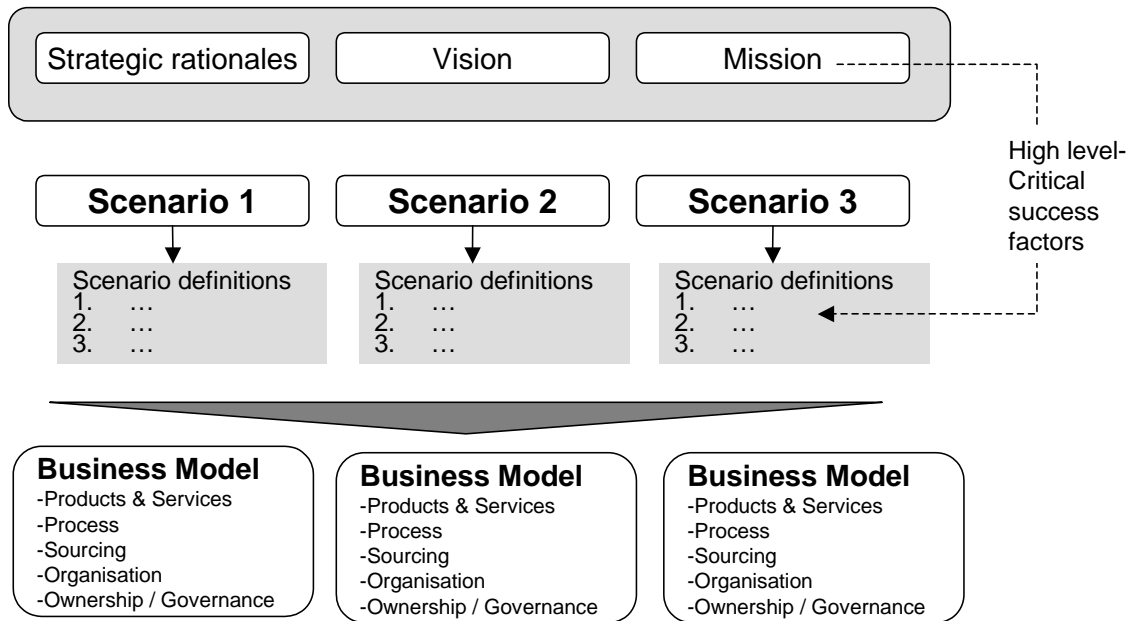 Strategic rationales
Vision
Mission
High level-
Critical
success
factors
Scenario 1
Scenario 2
Scenario 3
Scenario definitions
1. …
2. …
3. …
Scenario definitions
1. …
2. …
3. …
Scenario definitions
1. …
2. …
3. …
Business Model
-Products & Services
-Process
-Sourcing
-Organisation
-Ownership / Governance
Business Model
-Products & Services
-Process
-Sourcing
-Organisation
-Ownership / Governance
Business Model
-Products & Services
-Process
-Sourcing
-Organisation
-Ownership / Governance